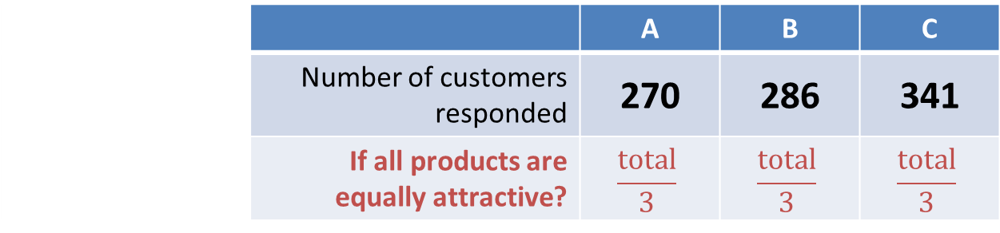 A B C
Number of customers
responded
270 286 341
If all products are
equally attractive?
total total total
3 3 3